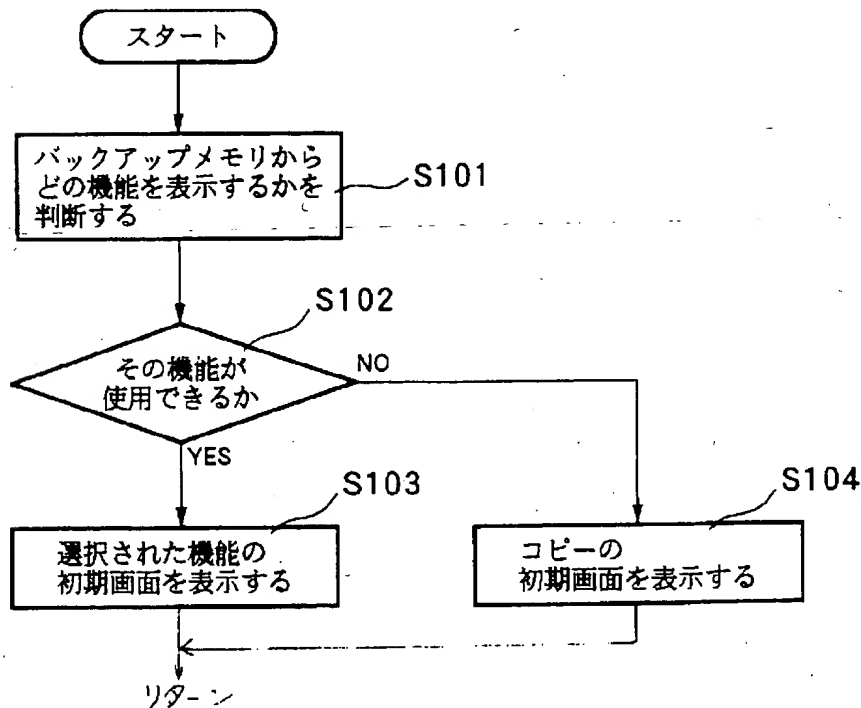 スタート
バックアップメモリから
どの機能を表示するかを
判断する
S101
S102
その機能が
使用できるか
NO
YES
S103
選択された機能の
初期画面を表示する
S104
コピーの
初期画面を表示する
リターン